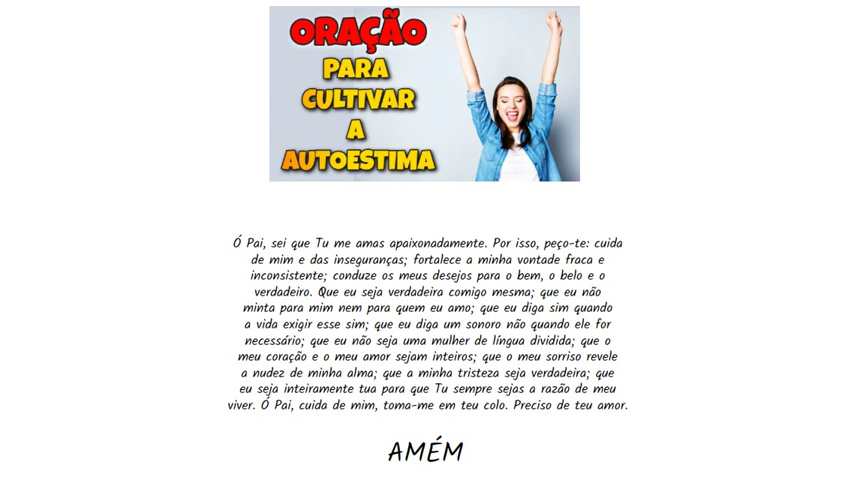 ORAÇÃO
PARA
CULTIVAR
A
AUTOESTIMA
Ó Pai, sei que Tu me amas apaixonadamente. Por isso, peço-te: cuida
de mim e das inseguranças; fortalece a minha vontade fraca e
inconsistente; conduze os meus desejos para o bem, o belo e o
verdadeiro. Que eu seja verdadeira comigo mesma; que eu não
minta para mim nem para quem eu amo; que eu diga sim quando
a vida exigir esse sim; que eu diga um sonoro não quando ele for
necessário; que eu não seja uma mulher de língua dividida; que o
meu coração e o meu amor sejam inteiros; que o meu sorriso revele
a nudez de minha alma; que a minha tristeza seja verdadeira; que
eu seja inteiramente tua para que Tu sempre sejas a razão de meu
viver. Ó Pai, cuida de mim, toma-me em teu colo. Preciso de teu amor.
AMÉM